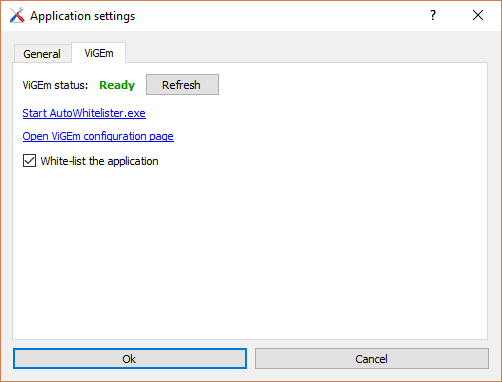 Application settings
?
General
ViGEm
ViGEm status: Ready Refresh
Start AutoWhitelister.exe
Open ViGEm configuration page
White-list the application
Ok
Cancel